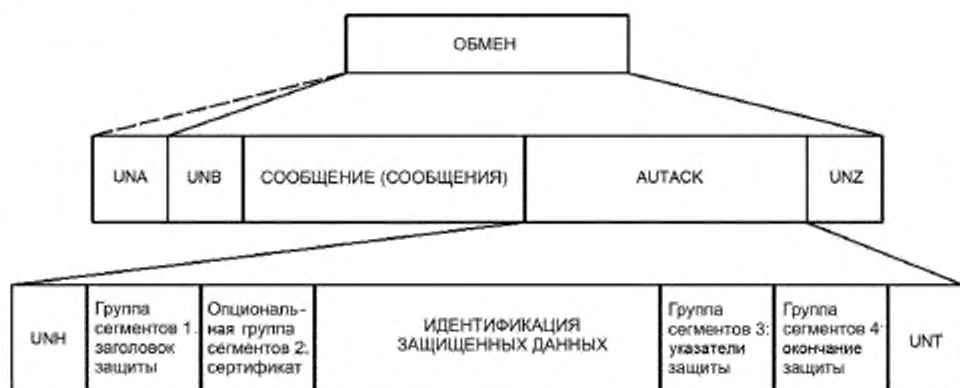 ОБМЕН
UNA
UNB
СООБЩЕНИЕ (СООБЩЕНИЯ)
AUTACK
UNZ
UNH
Группа
сегментов 1.
заголовок
защиты
Опциональ-
ная группа
сегментов 2.
сертификат
ИДЕНТИФИКАЦИЯ
ЗАЩИЩЕННЫХ ДАННЫХ
Группа
сегментов 3:
указатели
защиты
Группа
сегментов 4:
окончание
защиты
UNT